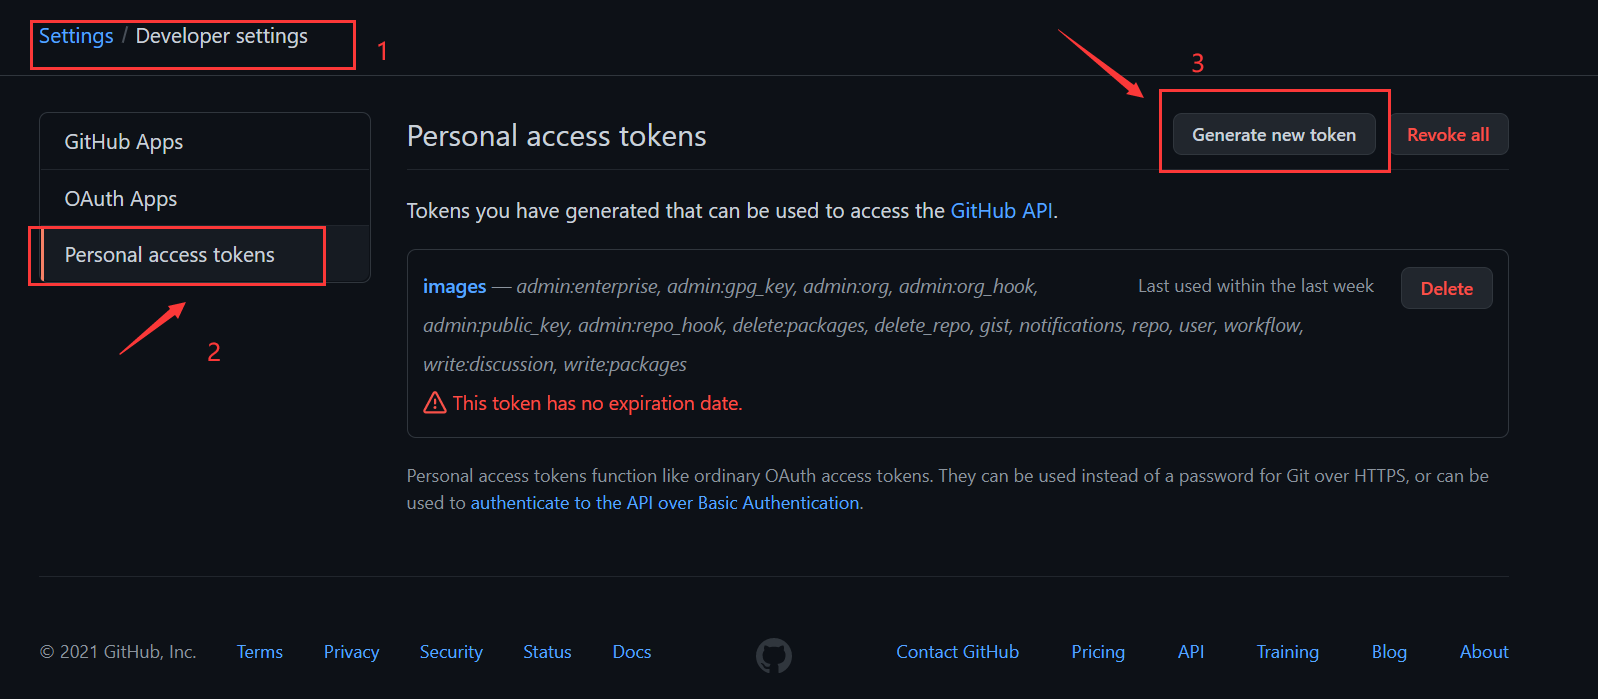 Settings / Developer settings
1
3
GitHub Apps
OAuth Apps
Personal access tokens
2
Personal access tokens
Generate new token
Revoke all
Tokens you have generated that can be used to access the GitHub API.
images — admin:enterprise, admin:gpg_key, admin:org, admin:org_hook,
admin:public_key, admin:repo_hook, delete:packages, delete_repo, gist, notifications, repo, user, workflow,
write:discussion, write:packages
Last used within the last week
Delete
This token has no expiration date.
Personal access tokens function like ordinary OAuth access tokens. They can be used instead of a password for Git over HTTPS, or can be
used to authenticate to the API over Basic Authentication.
© 2021 GitHub, Inc. Terms Privacy Security Status Docs Contact GitHub Pricing API Training Blog About